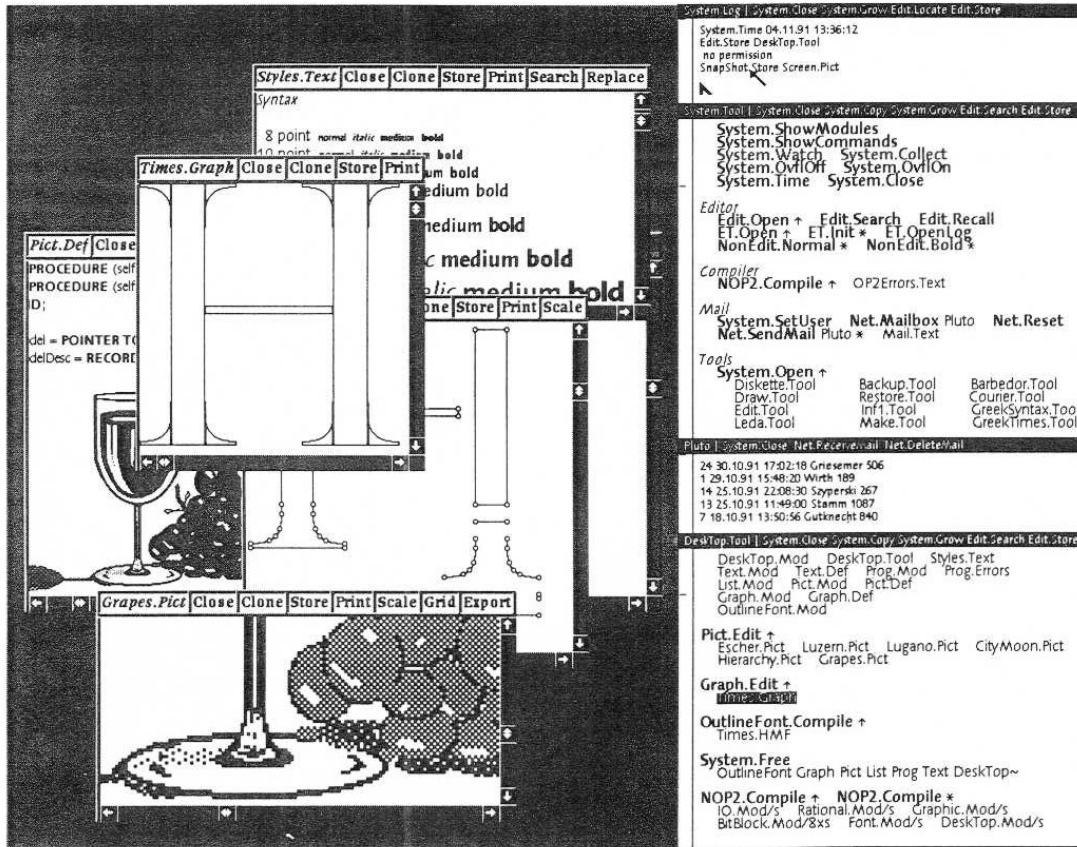 System.Log | System.Close System.Grow Edit.Locate Edit.Store
System.Time 04.11.91 13:36:12
Edit.Store DeskTop.Tool
no permission
SnapShot.Store Screen.Pict
Styles.Text Close Clone Store Print Search Replace
Syntax
8 point normal italic medium bold
10 point normal italic medium bold
medium bold
medium bold
medium bold
medium bold
italic medium bold
Times.Graph Close Clone Store Print
Pict.Def Close
PROCEDURE (self
PROCEDURE (self
ID;
del = POINTER TO
delDesc = RECORD
Store Print Scale
Grapes.Pict Close Clone Store Print Scale Grid Export
System.Tool | System.Close System.Copy System.Grow Edit.Search Edit.Store
System.ShowModules
System.ShowCommands
System.Watch System.Collect
System.OvflOff System.OvflOn
System.Time System.Close
Editor
Edit.Open ↑ Edit.Search Edit.Recall
ET.Open ↑ ET.Init * ET.OpenLog
NonEdit.Normal * NonEdit.Bold *
Compiler
NOP2.Compile ↑ OP2Errors.Text
Mail
System.SetUser Net.Mailbox Pluto Net.Reset
Net.SendMail Pluto * Mail.Text
Tools
System.Open ↑
Diskette.Tool Backup.Tool Barbedor.Tool
Draw.Tool Restore.Tool Courier.Tool
Edit.Tool Inf1.Tool GreekSyntax.Too
Leda.Tool Make.Tool GreekTimes.Tool
Pluto | System.Close Net.ReceiveMail Net.DeleteMail
24 30.10.91 17:02:18 Griesemer 506
1 29.10.91 15:48:20 Wirth 189
14 25.10.91 22:08:30 Szyperski 267
13 25.10.91 11:49:00 Stamm 1087
7 18.10.91 13:50:56 Gutknecht 840
DeskTop.Tool | System.Close System.Copy System.Grow Edit.Search Edit.Store
DeskTop.Mod DeskTop.Tool Styles.Text
Text.Mod Text.Def Prog.Mod Prog.Errors
List.Mod Pict.Mod Pict.Def
Graph.Mod Graph.Def
OutlineFont.Mod
Pict.Edit ↑
Escher.Pict Luzern.Pict Lugano.Pict CityMoon.Pict
Hierarchy.Pict Grapes.Pict
Graph.Edit ↑
Times.Graph
OutlineFont.Compile ↑
Times.HMF
System.Free
OutlineFont Graph Pict List Prog Text DeskTop~
NOP2.Compile ↑ NOP2.Compile *
IO.Mod/s Rational.Mod/s Graphic.Mod/s
BitBlock.Mod/8xs Font.Mod/s DeskTop.Mod/s